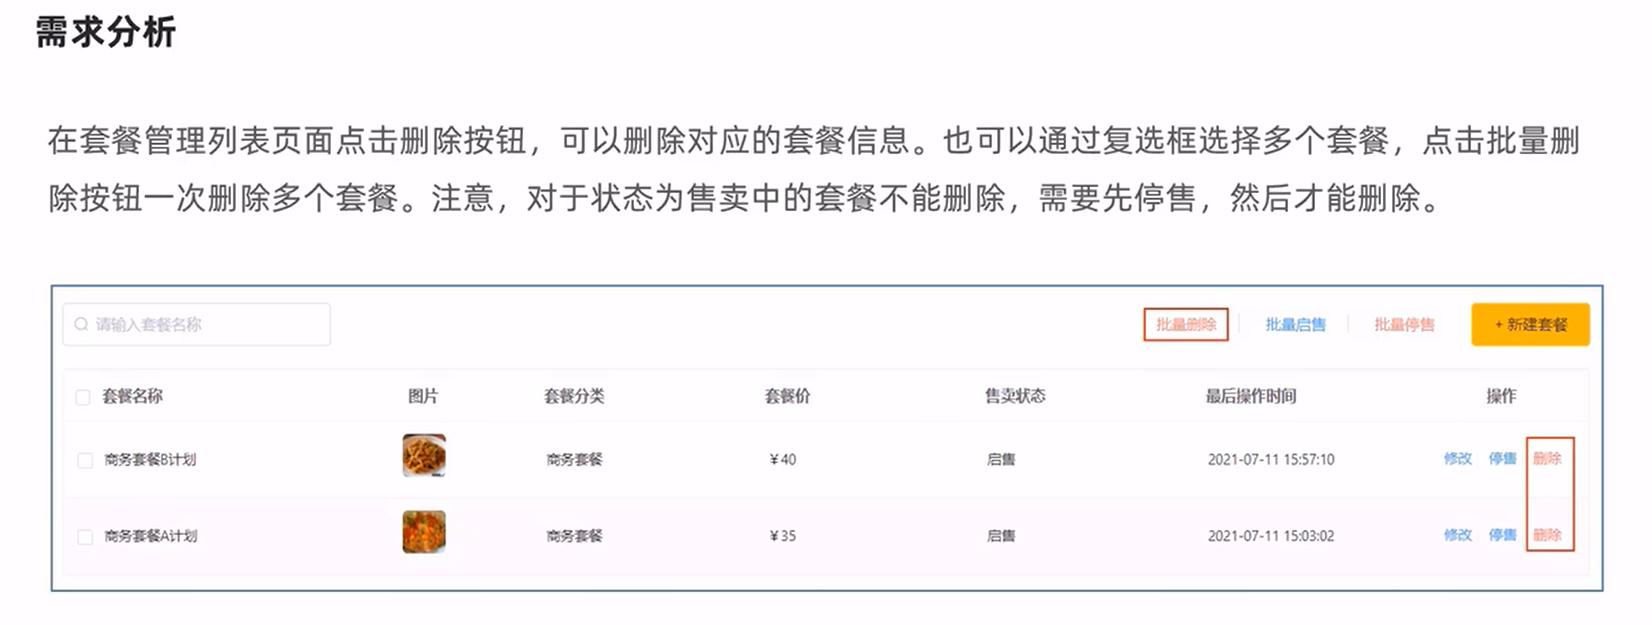 需求分析
在套餐管理列表页面点击删除按钮，可以删除对应的套餐信息。也可以通过复选框选择多个套餐，点击批量删
除按钮一次删除多个套餐。注意，对于状态为售卖中的套餐不能删除，需要先停售，然后才能删除。
请输入套餐名称 批量删除 批量启售 批量停售 + 新建套餐
套餐名称 图片 套餐分类 套餐价 售卖状态 最后操作时间 操作
商务套餐B计划 商务套餐 ¥40 启售 2021-07-11 15:57:10 修改 停售 删除
商务套餐A计划 商务套餐 ¥35 启售 2021-07-11 15:03:02 修改 停售 删除